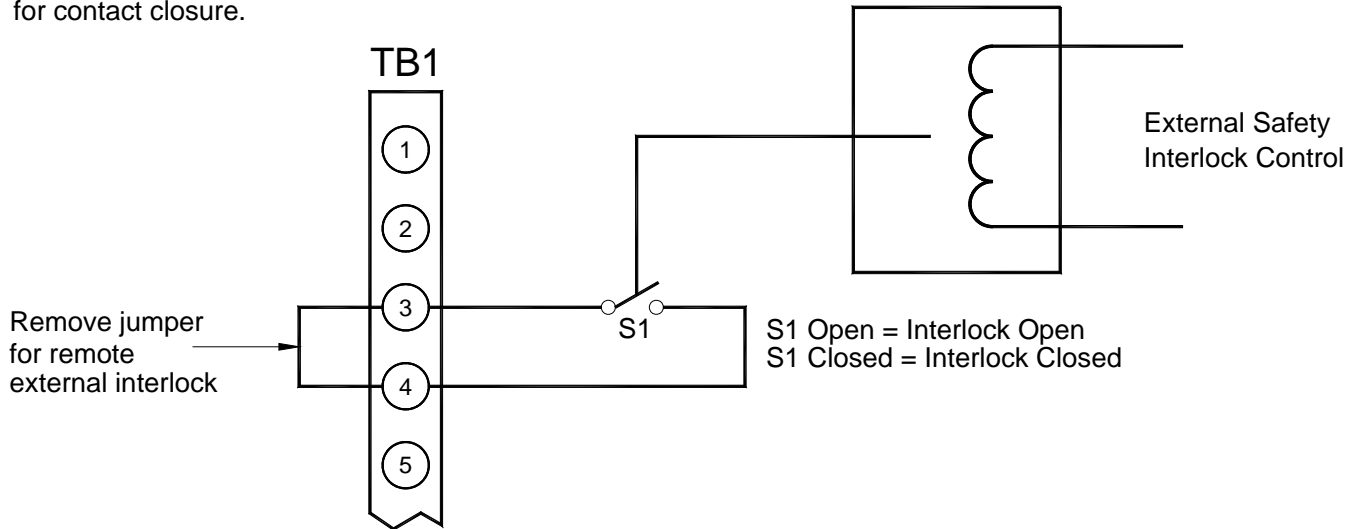 for contact closure.
TB1
1
2
3
4
5
Remove jumper
for remote
external interlock
S1
S1 Open = Interlock Open
S1 Closed = Interlock Closed
External Safety
Interlock Control